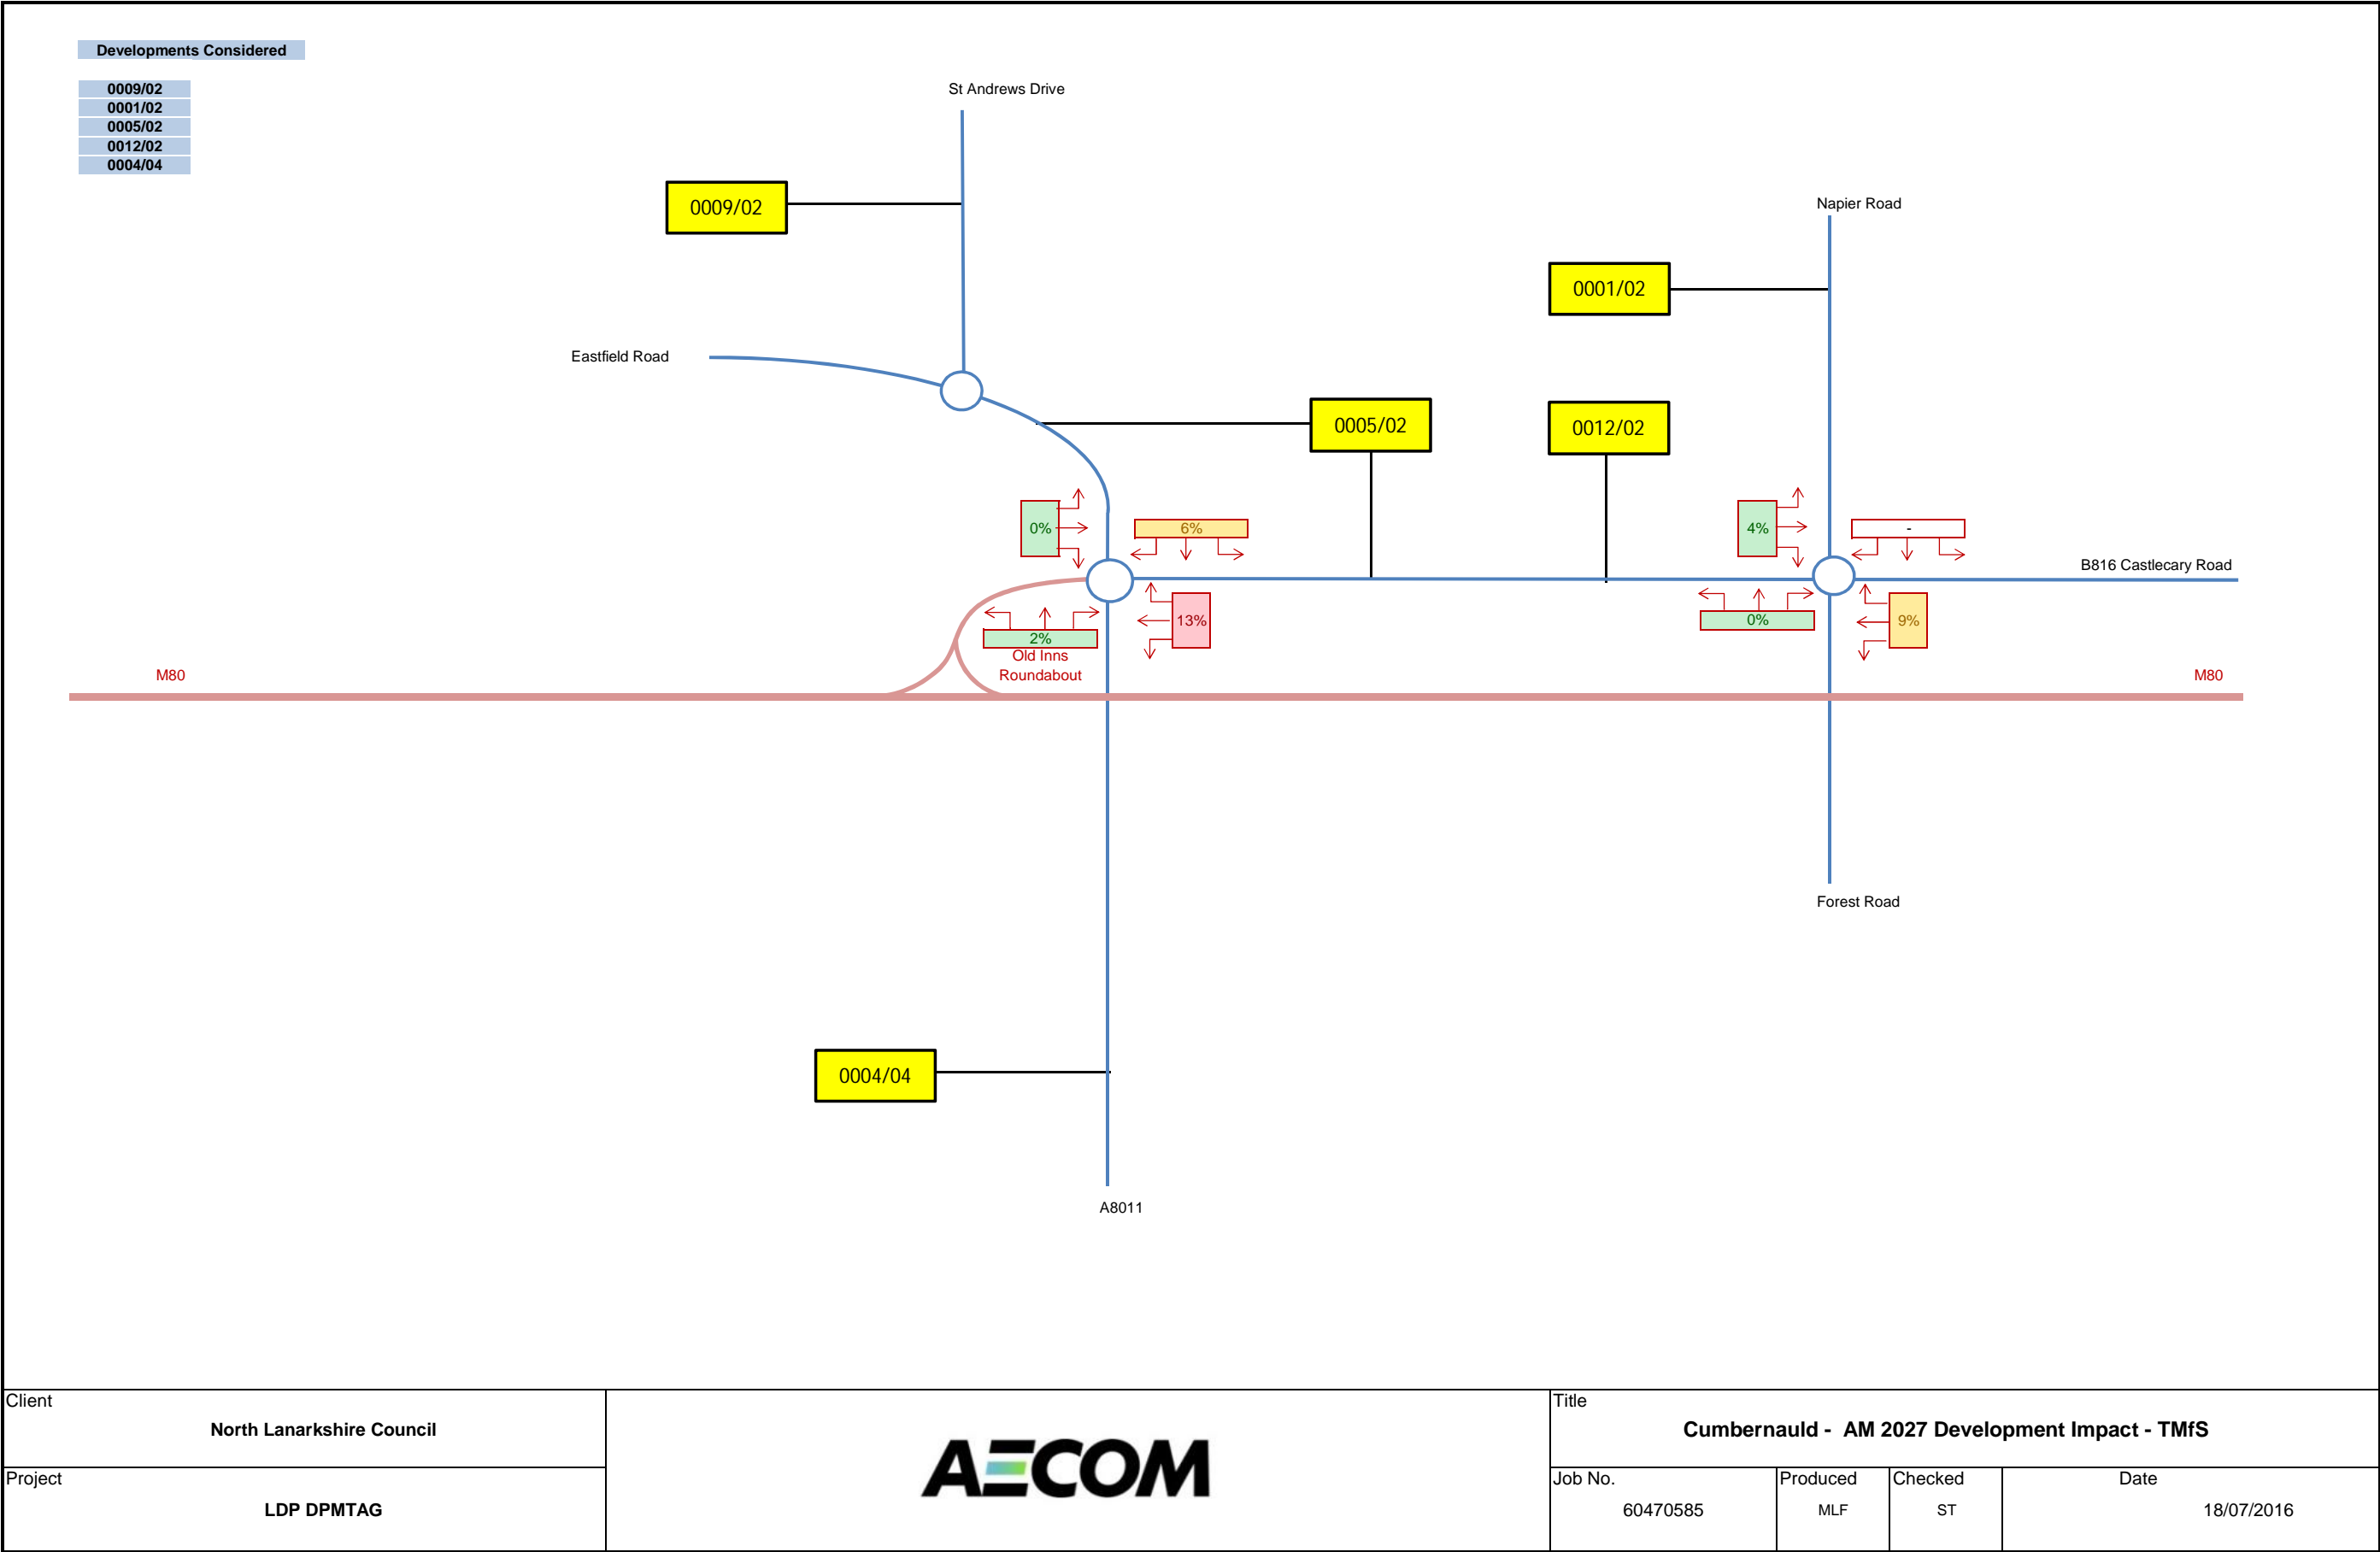 Developments Considered
0009/02
0001/02
0005/02
0012/02
0004/04
St Andrews Drive
0009/02
Napier Road
0001/02
Eastfield Road
0005/02
0012/02
0%
6%
4%
-
B816 Castlecary Road
2%
13%
0%
9%
Old Inns
Roundabout
M80
M80
Forest Road
0004/04
A8011
Client
North Lanarkshire Council
Project
LDP DPMTAG
AECOM
Title
Cumbernauld - AM 2027 Development Impact - TMfS
Job No.
60470585
Produced
MLF
Checked
ST
Date
18/07/2016